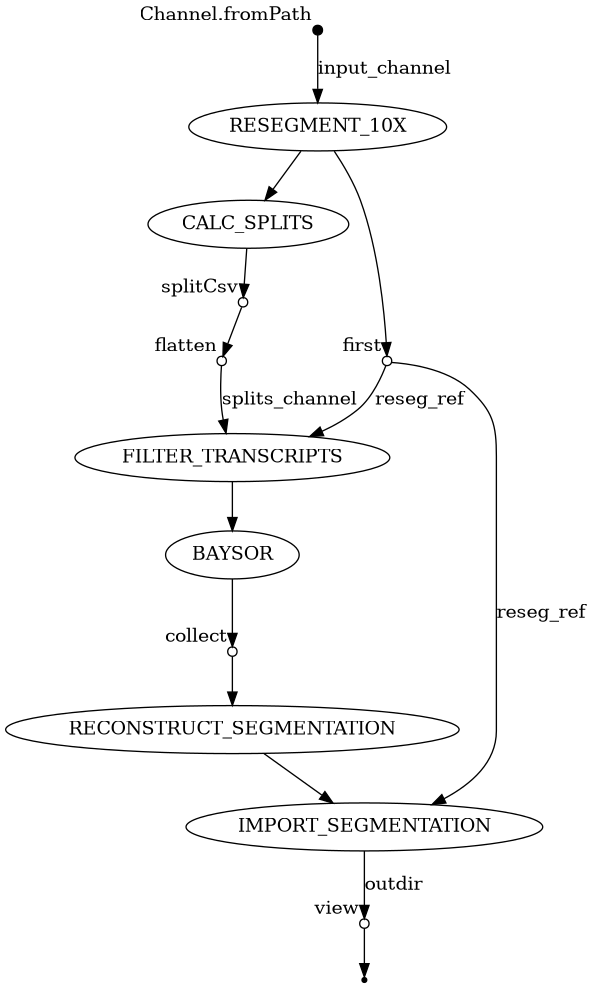 Channel.fromPath
input_channel
RESEGMENT_10X
CALC_SPLITS
splitCsv
flatten
first
splits_channel
reseg_ref
FILTER_TRANSCRIPTS
BAYSOR
reseg_ref
collect
RECONSTRUCT_SEGMENTATION
IMPORT_SEGMENTATION
outdir
view